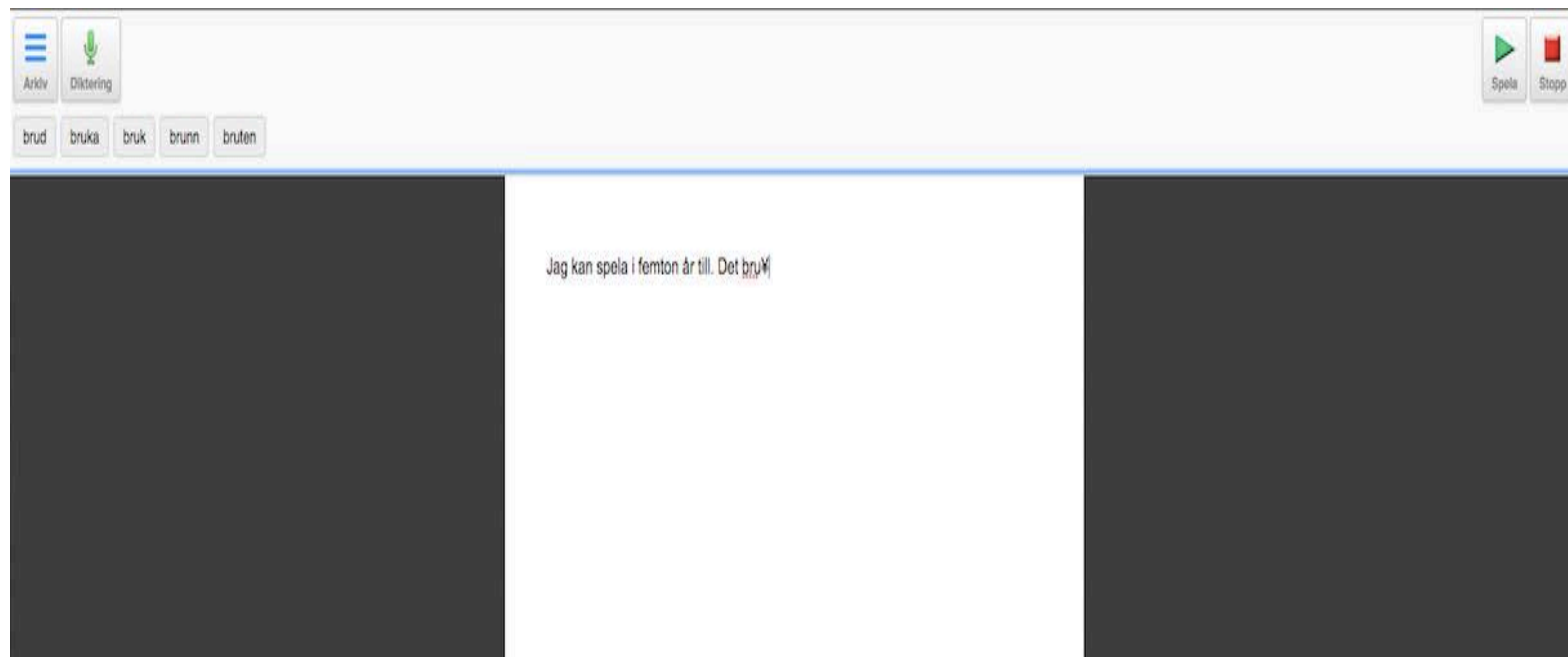 Arkiv Diktering Spela Stopp
brud bruka bruk brunn bruten
Jag kan spela i femton år till. Det bru¥